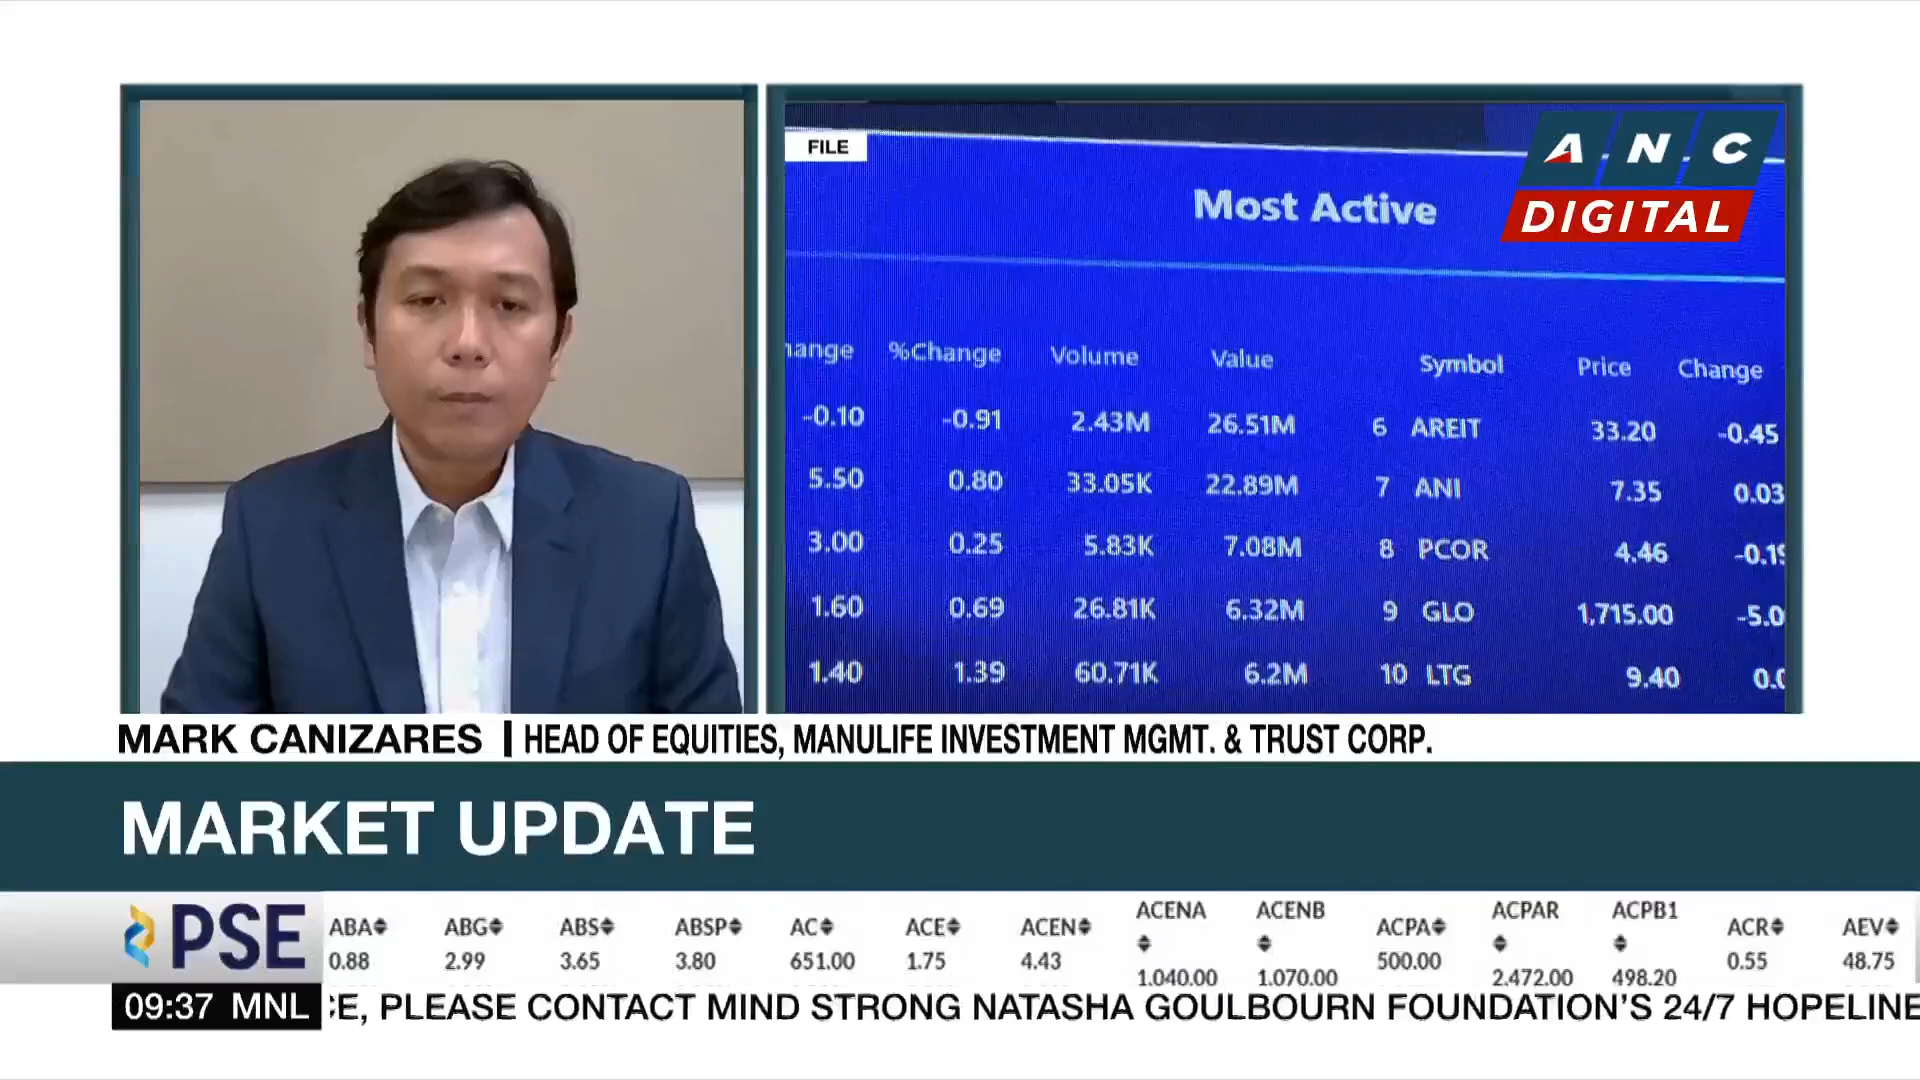 FILE
ANC
DIGITAL
Most Active
%Change Volume Value Symbol Price Change
-0.10 -0.91 2.43M 26.51M 6 AREIT 33.20 -0.45
5.50 0.80 33.05K 22.89M 7 ANI 7.35 0.03
3.00 0.25 5.83K 7.08M 8 PCOR 4.46
1.60 0.69 26.81K 6.32M 9 GLO 1,715.00
1.40 1.39 60.71K 6.2M 10 LTG 9.40
MARK CANIZARES | HEAD OF EQUITIES, MANULIFE INVESTMENT MGMT. & TRUST CORP.
MARKET UPDATE
PSE
ABA ABG ABS ABSP AC ACE ACEN ACENA ACENB ACPA ACPAR ACPB1 ACR AEV
0.88 2.99 3.65 3.80 651.00 1.75 4.43 1.040.00 1.070.00 500.00 2.472.00 498.20 0.55 48.75
09:37 MNL
PLEASE CONTACT MIND STRONG NATASHA GOULBOURN FOUNDATION'S 24/7 HOPELINE